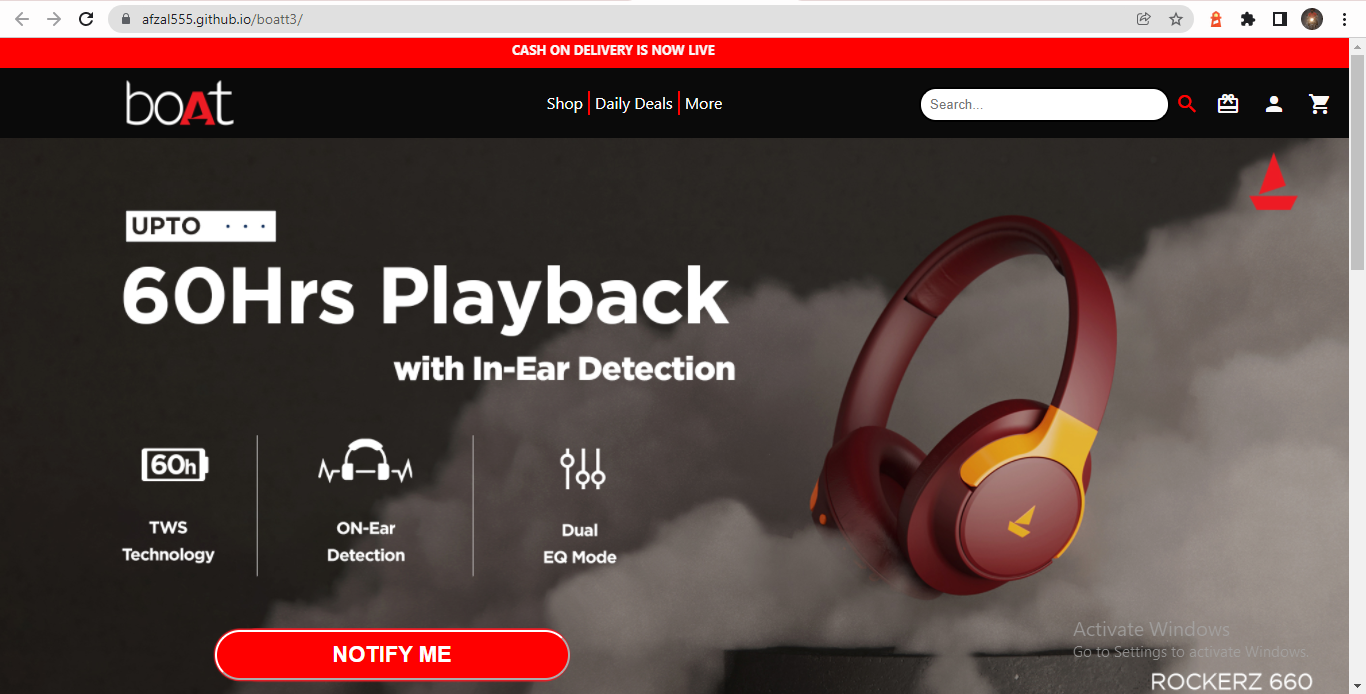 afzal555.github.io/boatt3/
CASH ON DELIVERY IS NOW LIVE
boAt
Shop Daily Deals More
Search...
UPTO ...
60Hrs Playback
with In-Ear Detection
60h
TWS
Technology
ON-Ear
Detection
Dual
EQ Mode
NOTIFY ME
Activate Windows
Go to Settings to activate Windows.
ROCKERZ 660